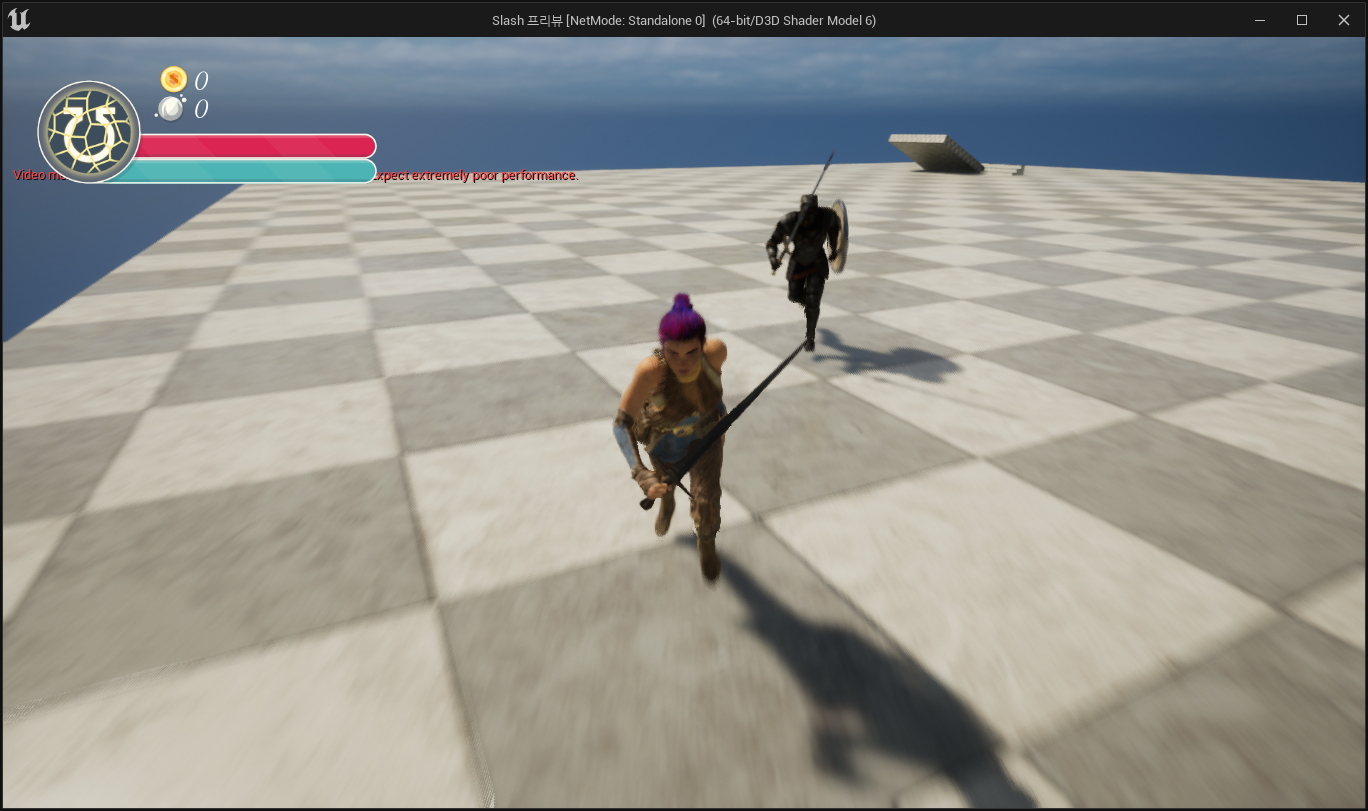 Slash 프리뷰 [NetMode: Standalone 0] (64-bit/D3D Shader Model 6)
0
0
Video expect extremely poor performance.